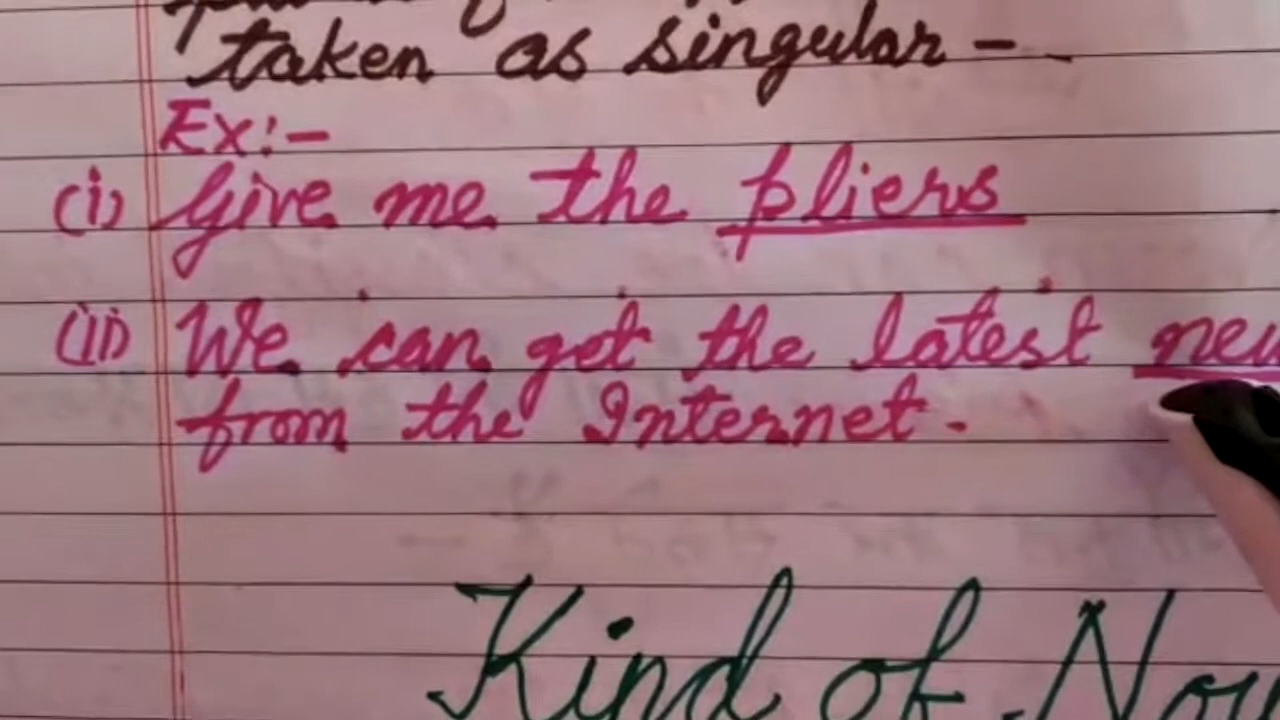 taken as singular -
Ex:-
(i) Give me the pliers
(ii) We can get the latest
from the Internet.
Kind of